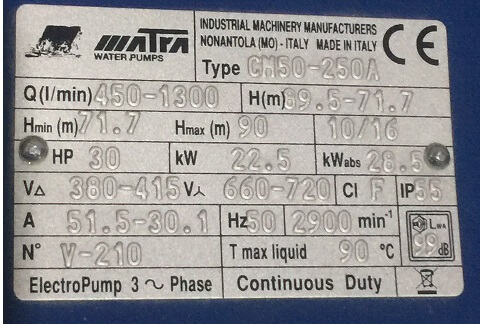 MATRA
WATER PUMPS
INDUSTRIAL MACHINERY MANUFACTURERS
NONANTOLA (MO) - ITALY MADE IN ITALY
CE
Type CM50-250A
Q(l/min) 450-1300 H(m) 89.5-71.7
Hmin (m) 71.7 Hmax (m) 90 10/16
HP 30 kW 22.5 kWabs 28.5
V△ 380-415 V⅄ 660-720 Cl F IP55
A 51.5-30.1 Hz 50 2900 min⁻¹
N° V-210 T max liquid 90 °C
LWA
99 dB
ElectroPump 3 ~ Phase Continuous Duty